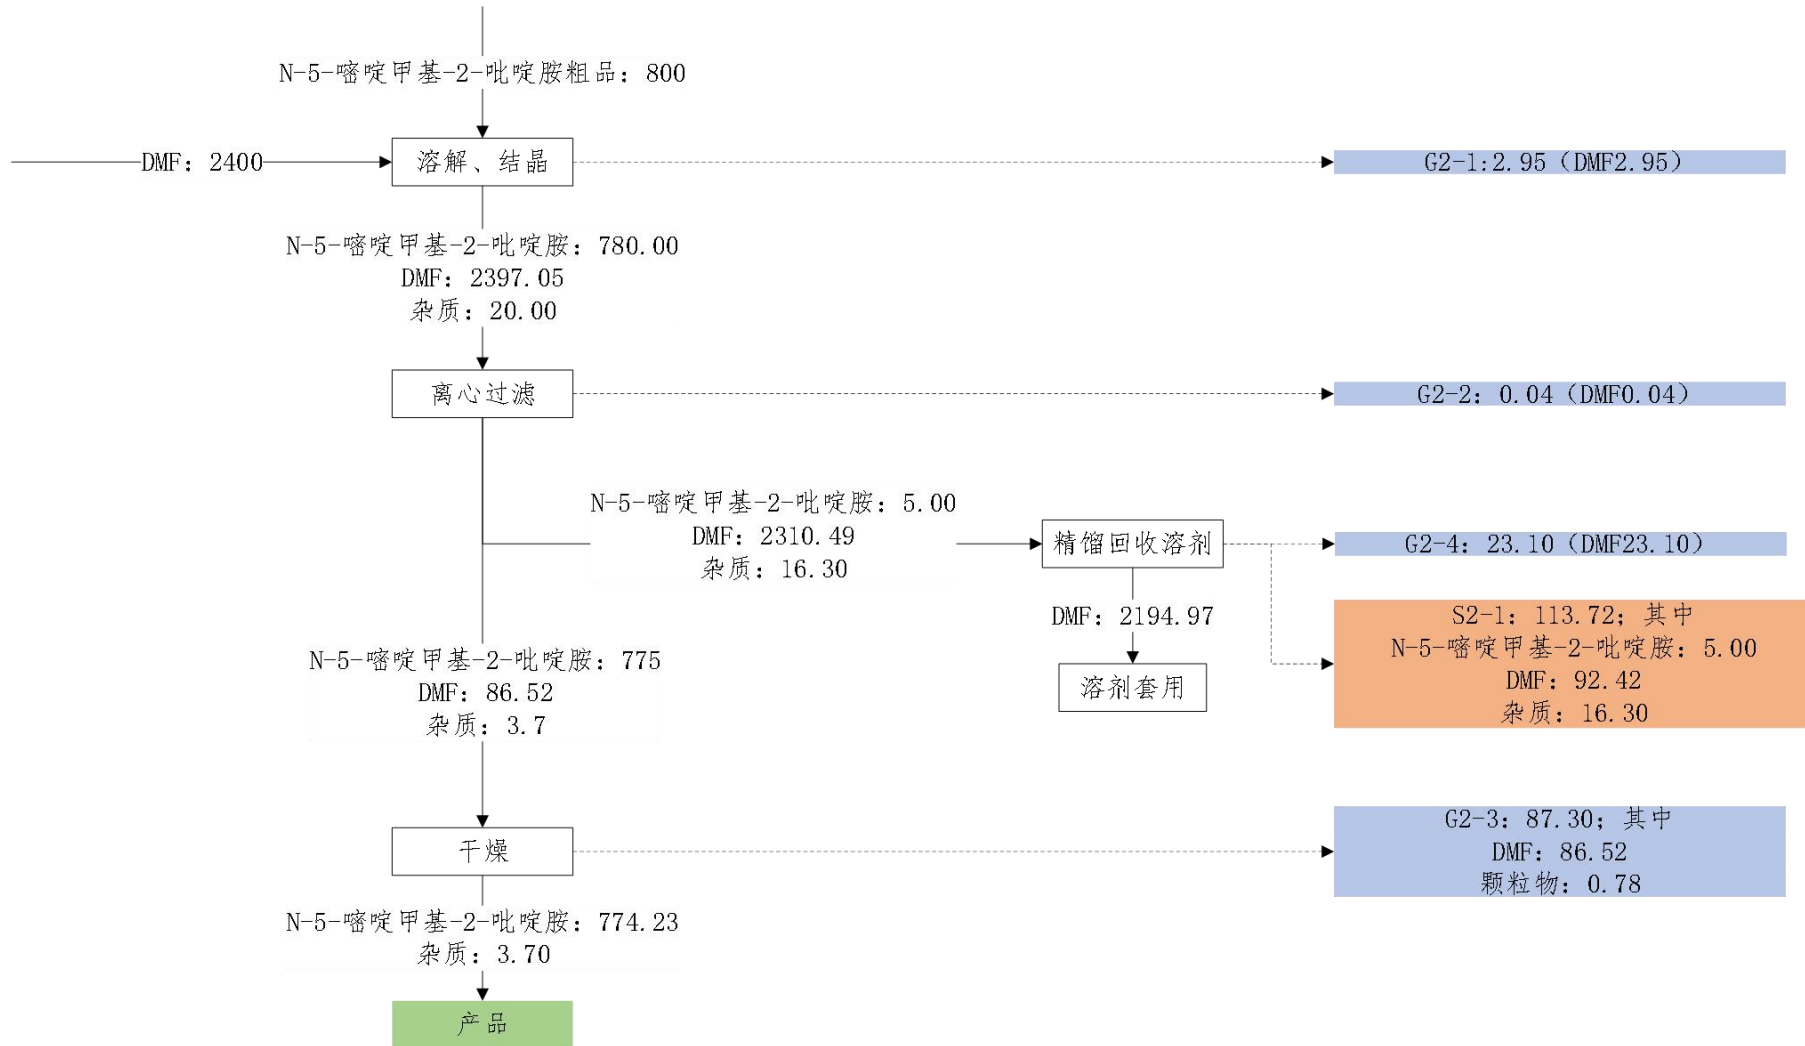 N-5-嘧啶甲基-2-吡啶胺粗品：800
DMF：2400
溶解、结晶
G2-1:2.95（DMF2.95）
N-5-嘧啶甲基-2-吡啶胺：780.00
DMF：2397.05
杂质：20.00
离心过滤
G2-2：0.04（DMF0.04）
N-5-嘧啶甲基-2-吡啶胺：5.00
DMF：2310.49
杂质：16.30
精馏回收溶剂
G2-4：23.10（DMF23.10）
DMF：2194.97
溶剂套用
S2-1：113.72；其中
N-5-嘧啶甲基-2-吡啶胺：5.00
DMF：92.42
杂质：16.30
N-5-嘧啶甲基-2-吡啶胺：775
DMF：86.52
杂质：3.7
干燥
G2-3：87.30；其中
DMF：86.52
颗粒物：0.78
N-5-嘧啶甲基-2-吡啶胺：774.23
杂质：3.70
产品